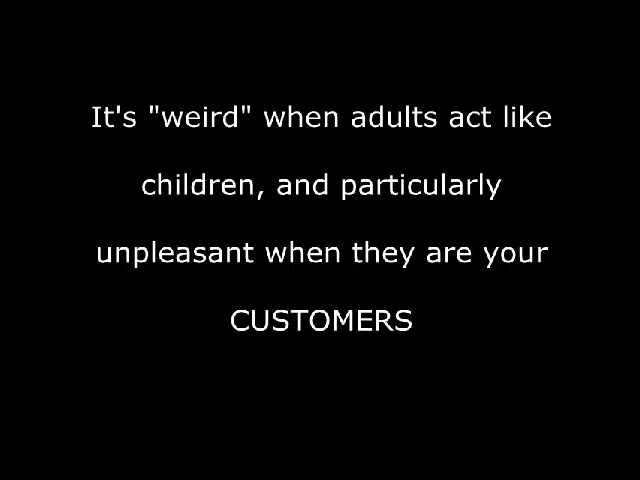 It's "weird" when adults act like
children, and particularly
unpleasant when they are your
CUSTOMERS